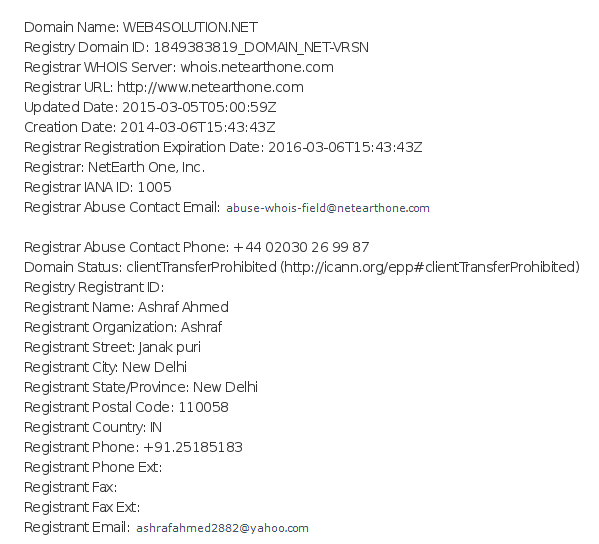 Domain Name: WEB4SOLUTION.NET
Registry Domain ID: 1849383819_DOMAIN_NET-VRSN
Registrar WHOIS Server: whois.netearthone.com
Registrar URL: http://www.netearthone.com
Updated Date: 2015-03-05T05:00:59Z
Creation Date: 2014-03-06T15:43:43Z
Registrar Registration Expiration Date: 2016-03-06T15:43:43Z
Registrar: NetEarth One, Inc.
Registrar IANA ID: 1005
Registrar Abuse Contact Email: abuse-whois-field@netearthone.com
Registrar Abuse Contact Phone: +44 02030 26 99 87
Domain Status: clientTransferProhibited (http://icann.org/epp#clientTransferProhibited)
Registry Registrant ID:
Registrant Name: Ashraf Ahmed
Registrant Organization: Ashraf
Registrant Street: Janak puri
Registrant City: New Delhi
Registrant State/Province: New Delhi
Registrant Postal Code: 110058
Registrant Country: IN
Registrant Phone: +91.25185183
Registrant Phone Ext:
Registrant Fax:
Registrant Fax Ext:
Registrant Email: ashrafahmed2882@yahoo.com